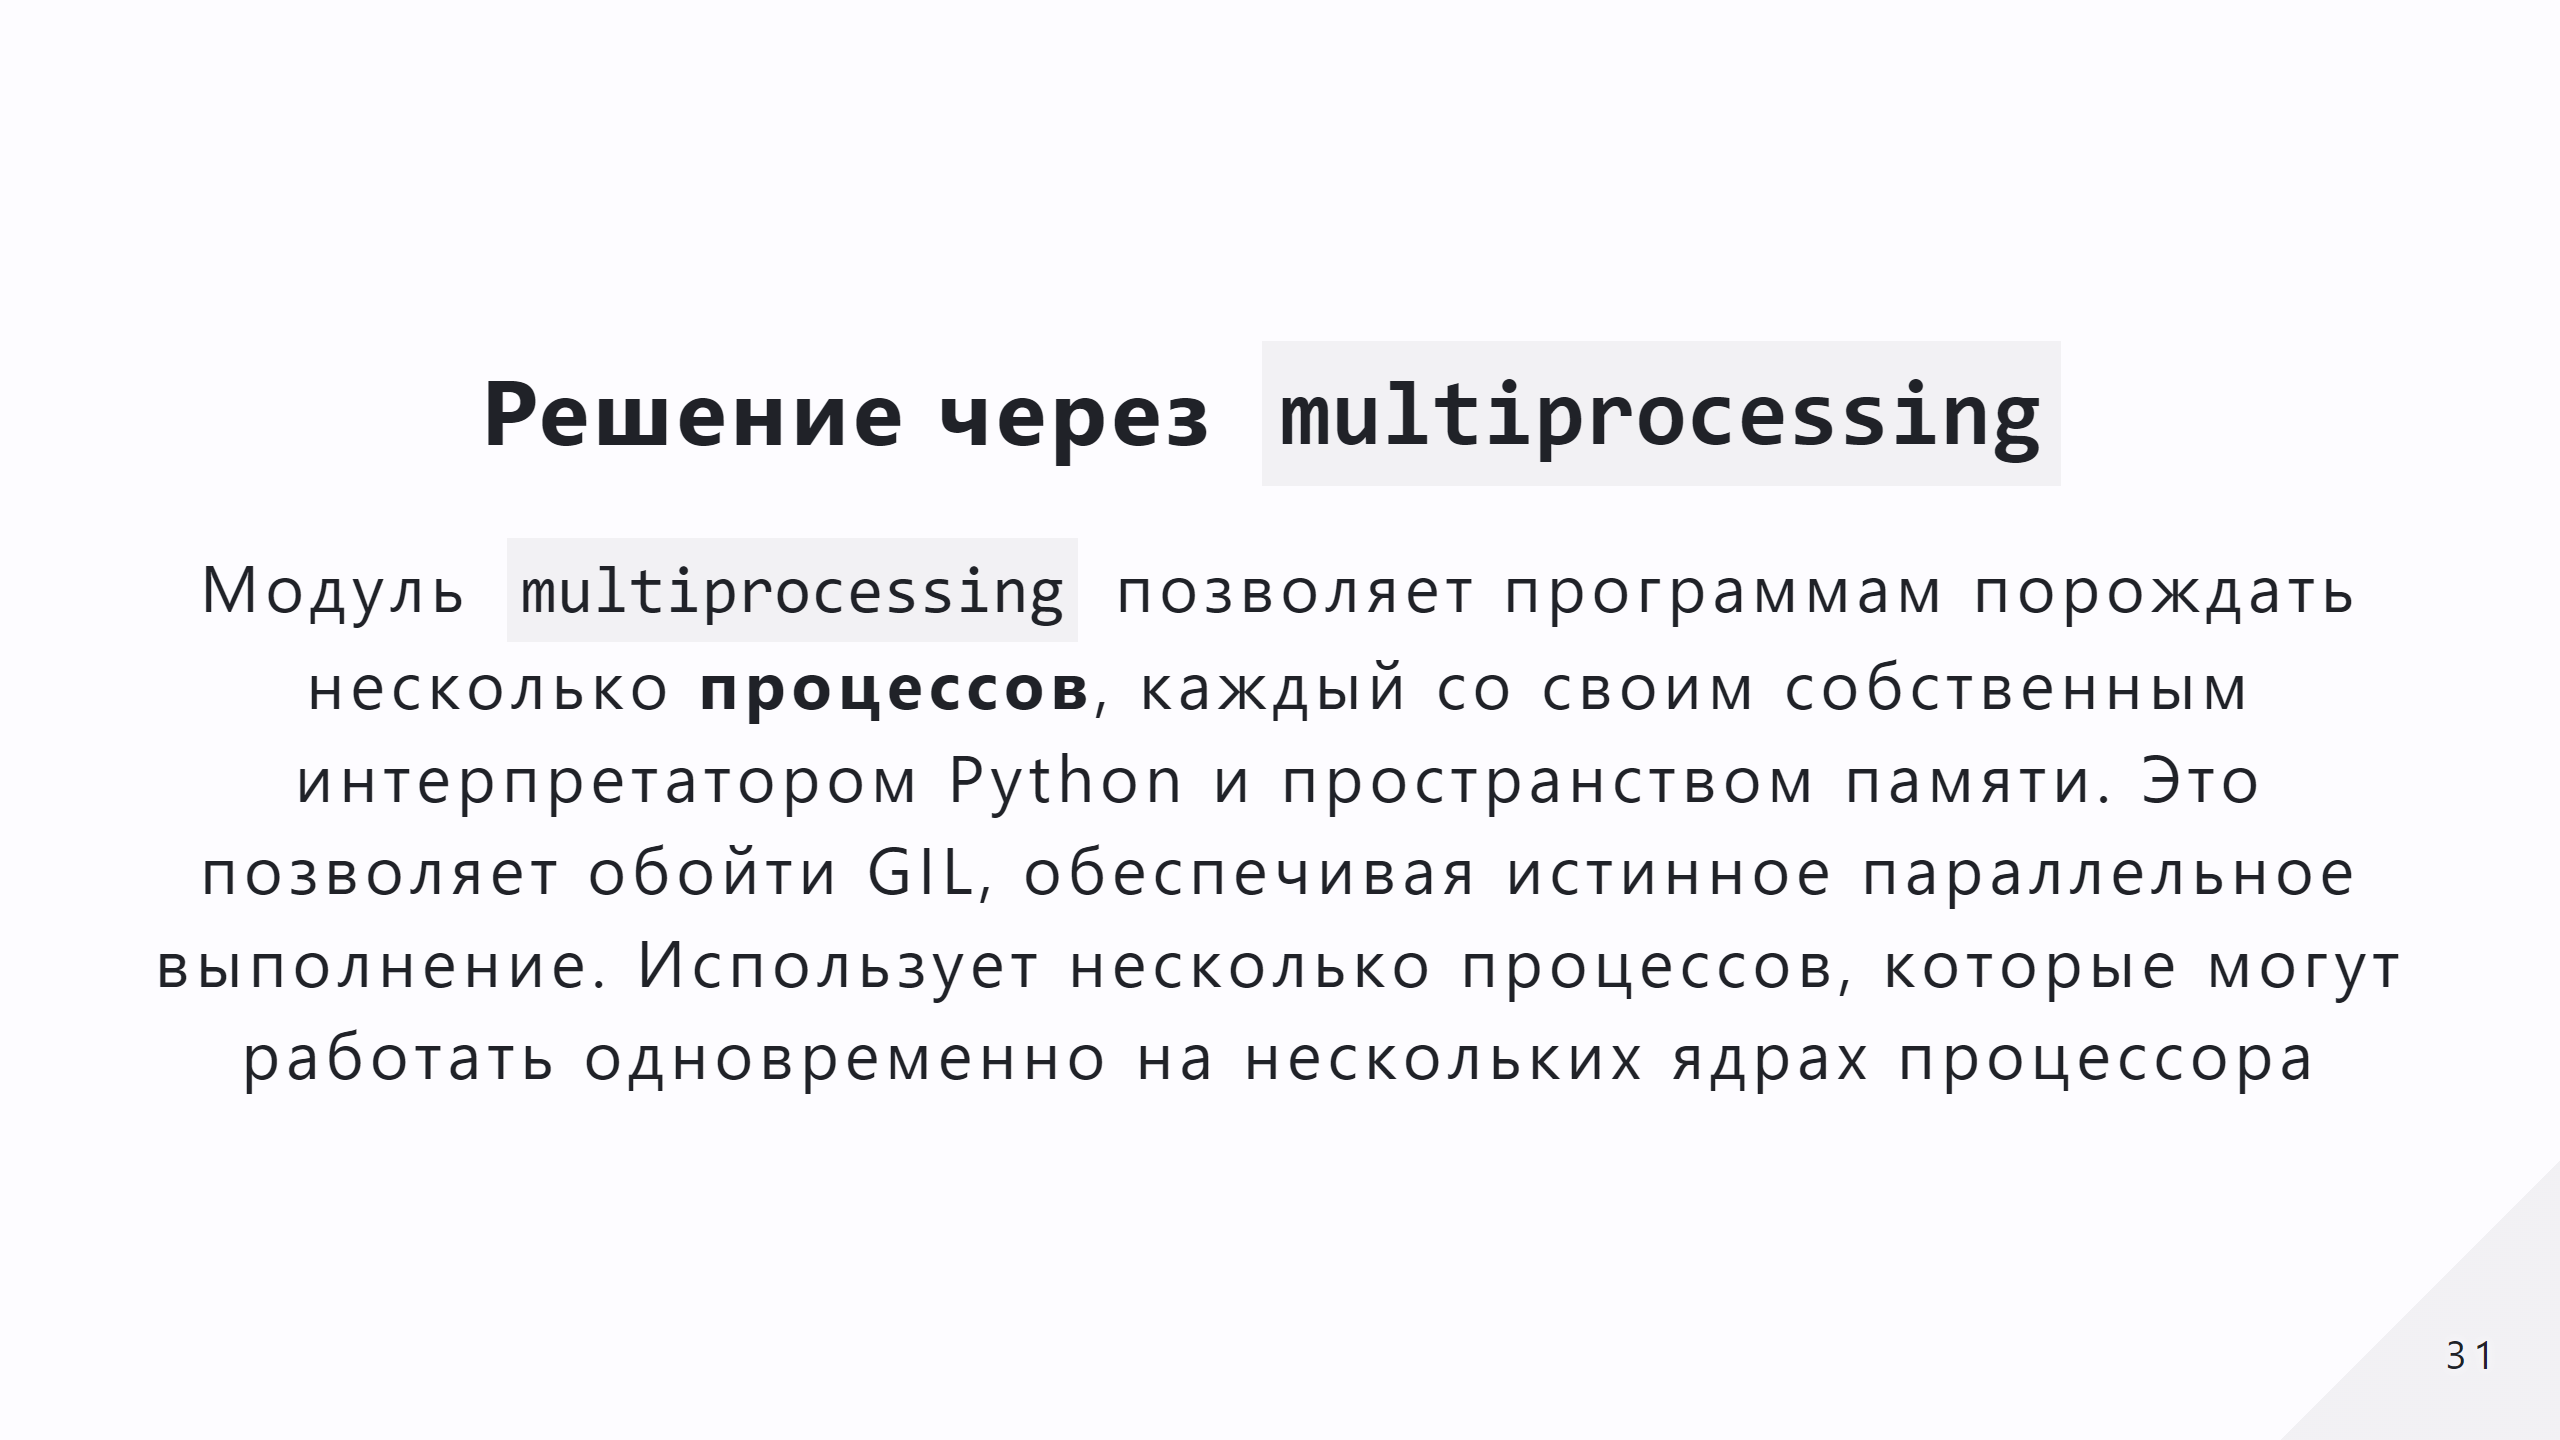 Решение через multiprocessing
Модуль multiprocessing позволяет программам порождать
несколько процессов, каждый со своим собственным
интерпретатором Python и пространством памяти. Это
позволяет обойти GIL, обеспечивая истинное параллельное
выполнение. Использует несколько процессов, которые могут
работать одновременно на нескольких ядрах процессора
31